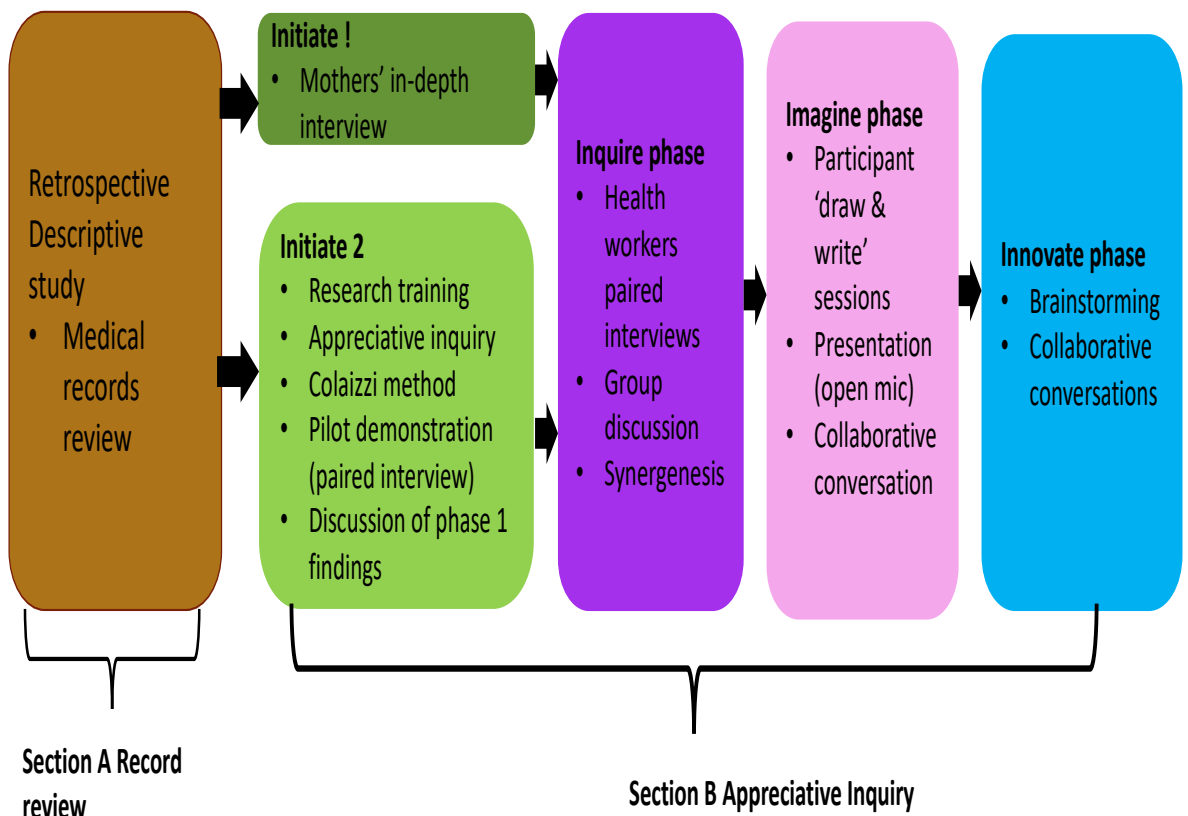 Retrospective
Descriptive
study
• Medical
records
review
Initiate !
• Mothers’ in-depth
interview
Initiate 2
• Research training
• Appreciative inquiry
• Colaizzi method
• Pilot demonstration
(paired interview)
• Discussion of phase 1
findings
Inquire phase
• Health
workers
paired
interviews
• Group
discussion
• Synergenesis
Imagine phase
• Participant
‘draw &
write’
sessions
• Presentation
(open mic)
• Collaborative
conversation
Innovate phase
• Brainstorming
• Collaborative
conversations
Section A Record
review
Section B Appreciative Inquiry